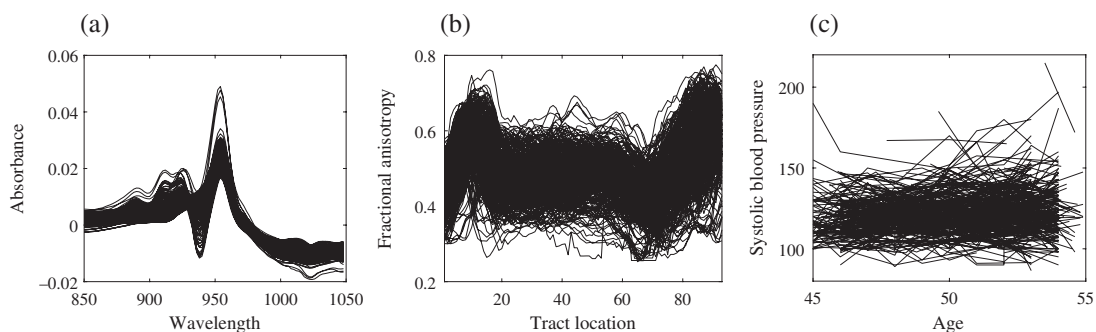 (a)
0.06
0.04
0.02
0
−0.02
Absorbance
850 900 950 1000 1050
Wavelength
(b)
0.8
0.6
0.4
0.2
Fractional anisotropy
20 40 60 80
Tract location
(c)
200
150
100
Systolic blood pressure
45 50 55
Age